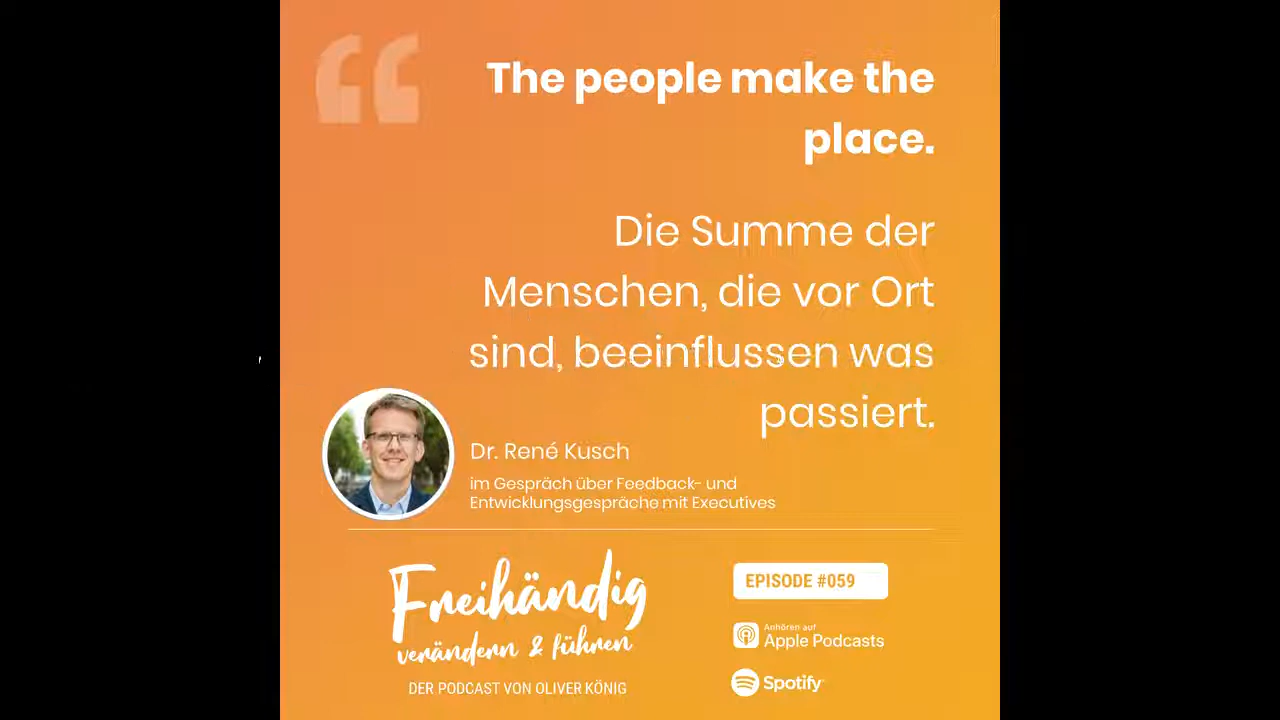 The people make the
place.
Die Summe der
Menschen, die vor Ort
sind, beeinflussen was
passiert.
Dr. René Kusch
im Gespräch über Feedback- und
Entwicklungsgespräche mit Executives
Freihändig
verändern & führen
DER PODCAST VON OLIVER KÖNIG
EPISODE #059
Anhören auf
Apple Podcasts
Spotify